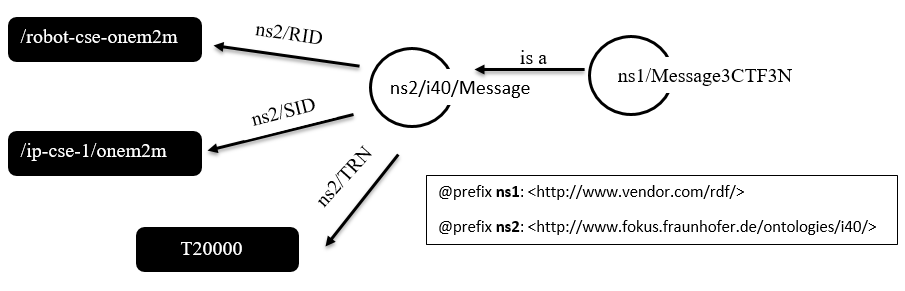 /robot-cse-onem2m
ns2/RID
is a
ns2/i40/Message
ns1/Message3CTF3N
ns2/SID
/ip-cse-1/onem2m
ns2/TRN
T20000
@prefix ns1: <http://www.vendor.com/rdf/>
@prefix ns2: <http://www.fokus.fraunhofer.de/ontologies/i40/>